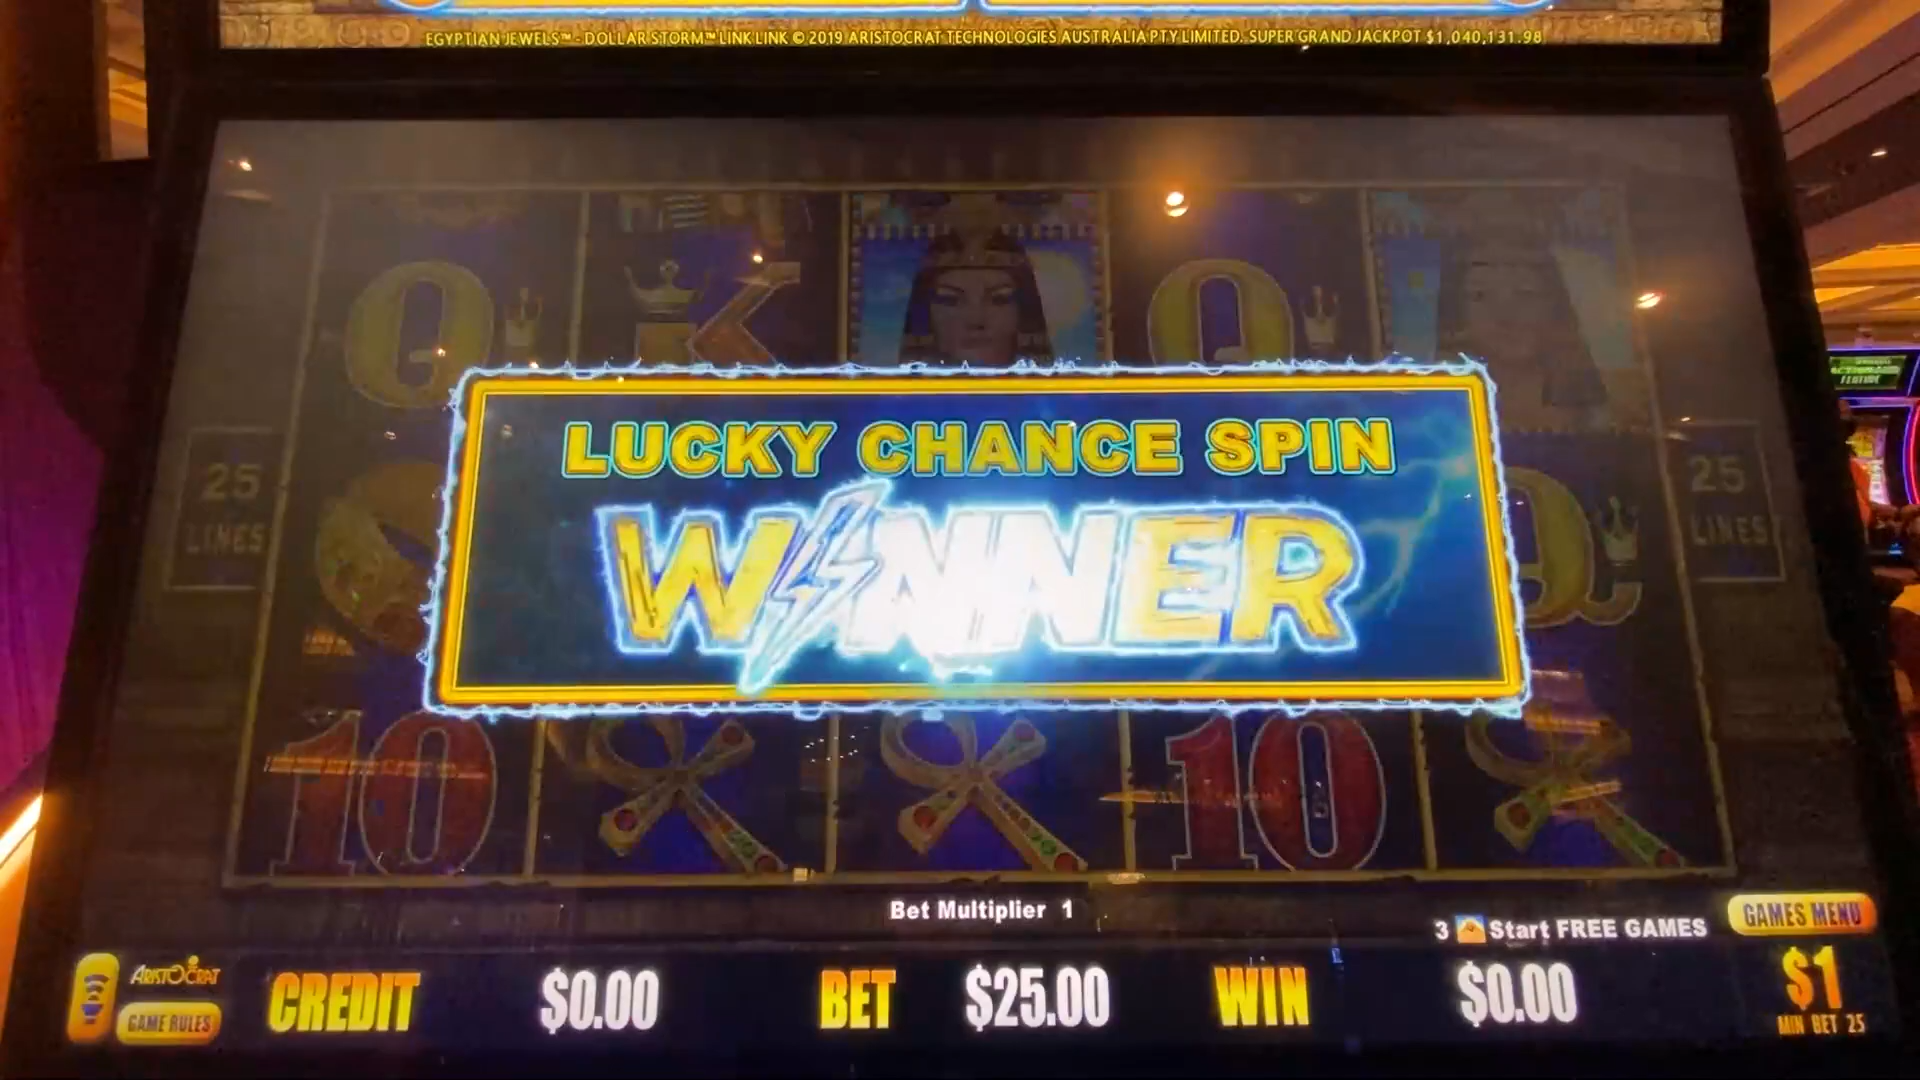 EGYPTIAN JEWELS™ - DOLLAR STORM™ LINK LINK © 2019 ARISTOCRAT TECHNOLOGIES AUSTRALIA PTY LIMITED. SUPER GRAND JACKPOT $1,040,131.98
Q K Q
LUCKY CHANCE SPIN
WINNER
25 LINES
25 LINES
Q
10 10
Bet Multiplier 1
3 Start FREE GAMES
GAMES MENU
ARISTOCRAT
GAME RULES
CREDIT $0.00 BET $25.00 WIN $0.00
$1
MIN BET 25